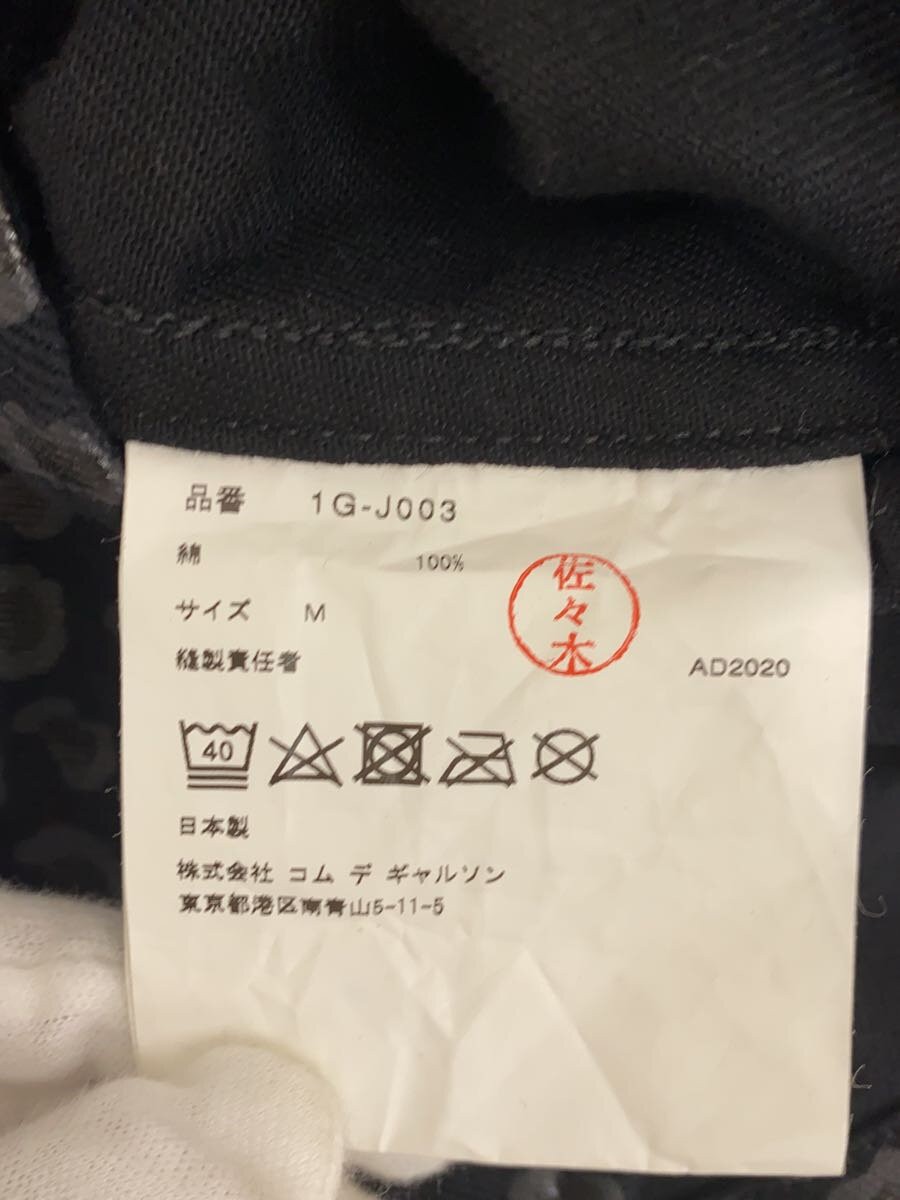 品番 1G-J003
綿 100%
サイズ M
縫製責任者 佐々木 AD2020
40
日本製
株式会社 コム デ ギャルソン
東京都港区南青山5-11-5